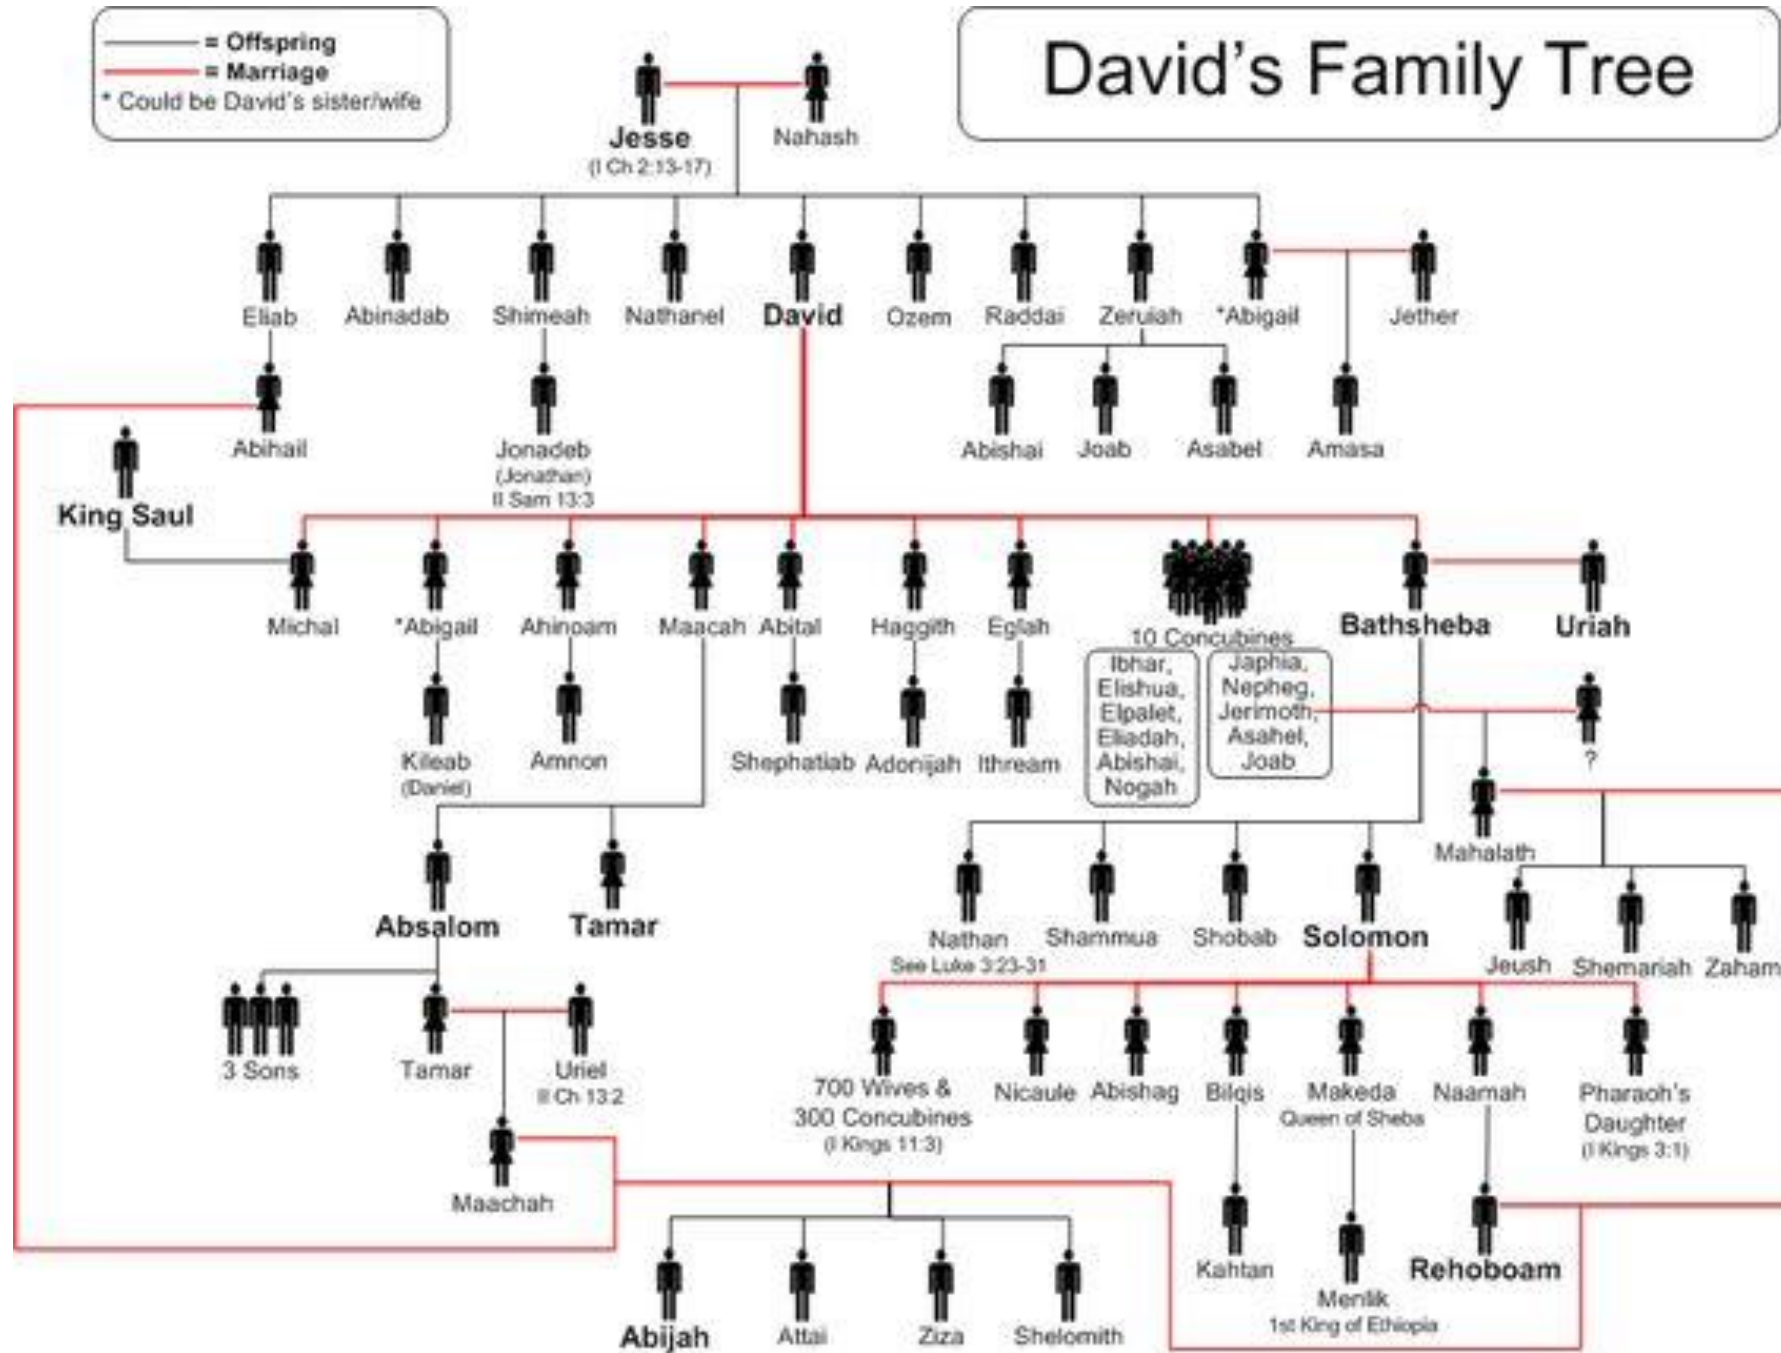 = Offspring
= Marriage
* Could be David's sister/wife
David's Family Tree
Jesse
(I Ch 2:13-17)
Nahash
Eliab
Abinadab
Shimeah
Nathanel
David
Ozem
Raddai
Zeruiah
*Abigail
Jether
Abihail
Jonadeb
(Jonathan)
II Sam 13:3
Abishai
Joab
Asabel
Amasa
King Saul
Michal
*Abigail
Ahinoam
Maacah
Abital
Haggith
Eglah
10 Concubines
Bathsheba
Uriah
Ibhar,
Elishua,
Elpalet,
Eliadah,
Abishai,
Nogah
Japhia,
Nepheg,
Jerimoth,
Asahel,
Joab
?
Kileab
(Daniel)
Amnon
Shephatiab
Adonijah
Ithream
Mahalath
Absalom
Tamar
Nathan
See Luke 3:23-31
Shammua
Shobab
Solomon
Jeush
Shemariah
Zaham
3 Sons
Tamar
Uriel
II Ch 13:2
700 Wives &
300 Concubines
(I Kings 11:3)
Nicaule
Abishag
Bilqis
Makeda
Queen of Sheba
Naamah
Pharaoh's
Daughter
(I Kings 3:1)
Maachah
Kahtan
Menlik
1st King of Ethiopia
Rehoboam
Abijah
Attai
Ziza
Shelomith